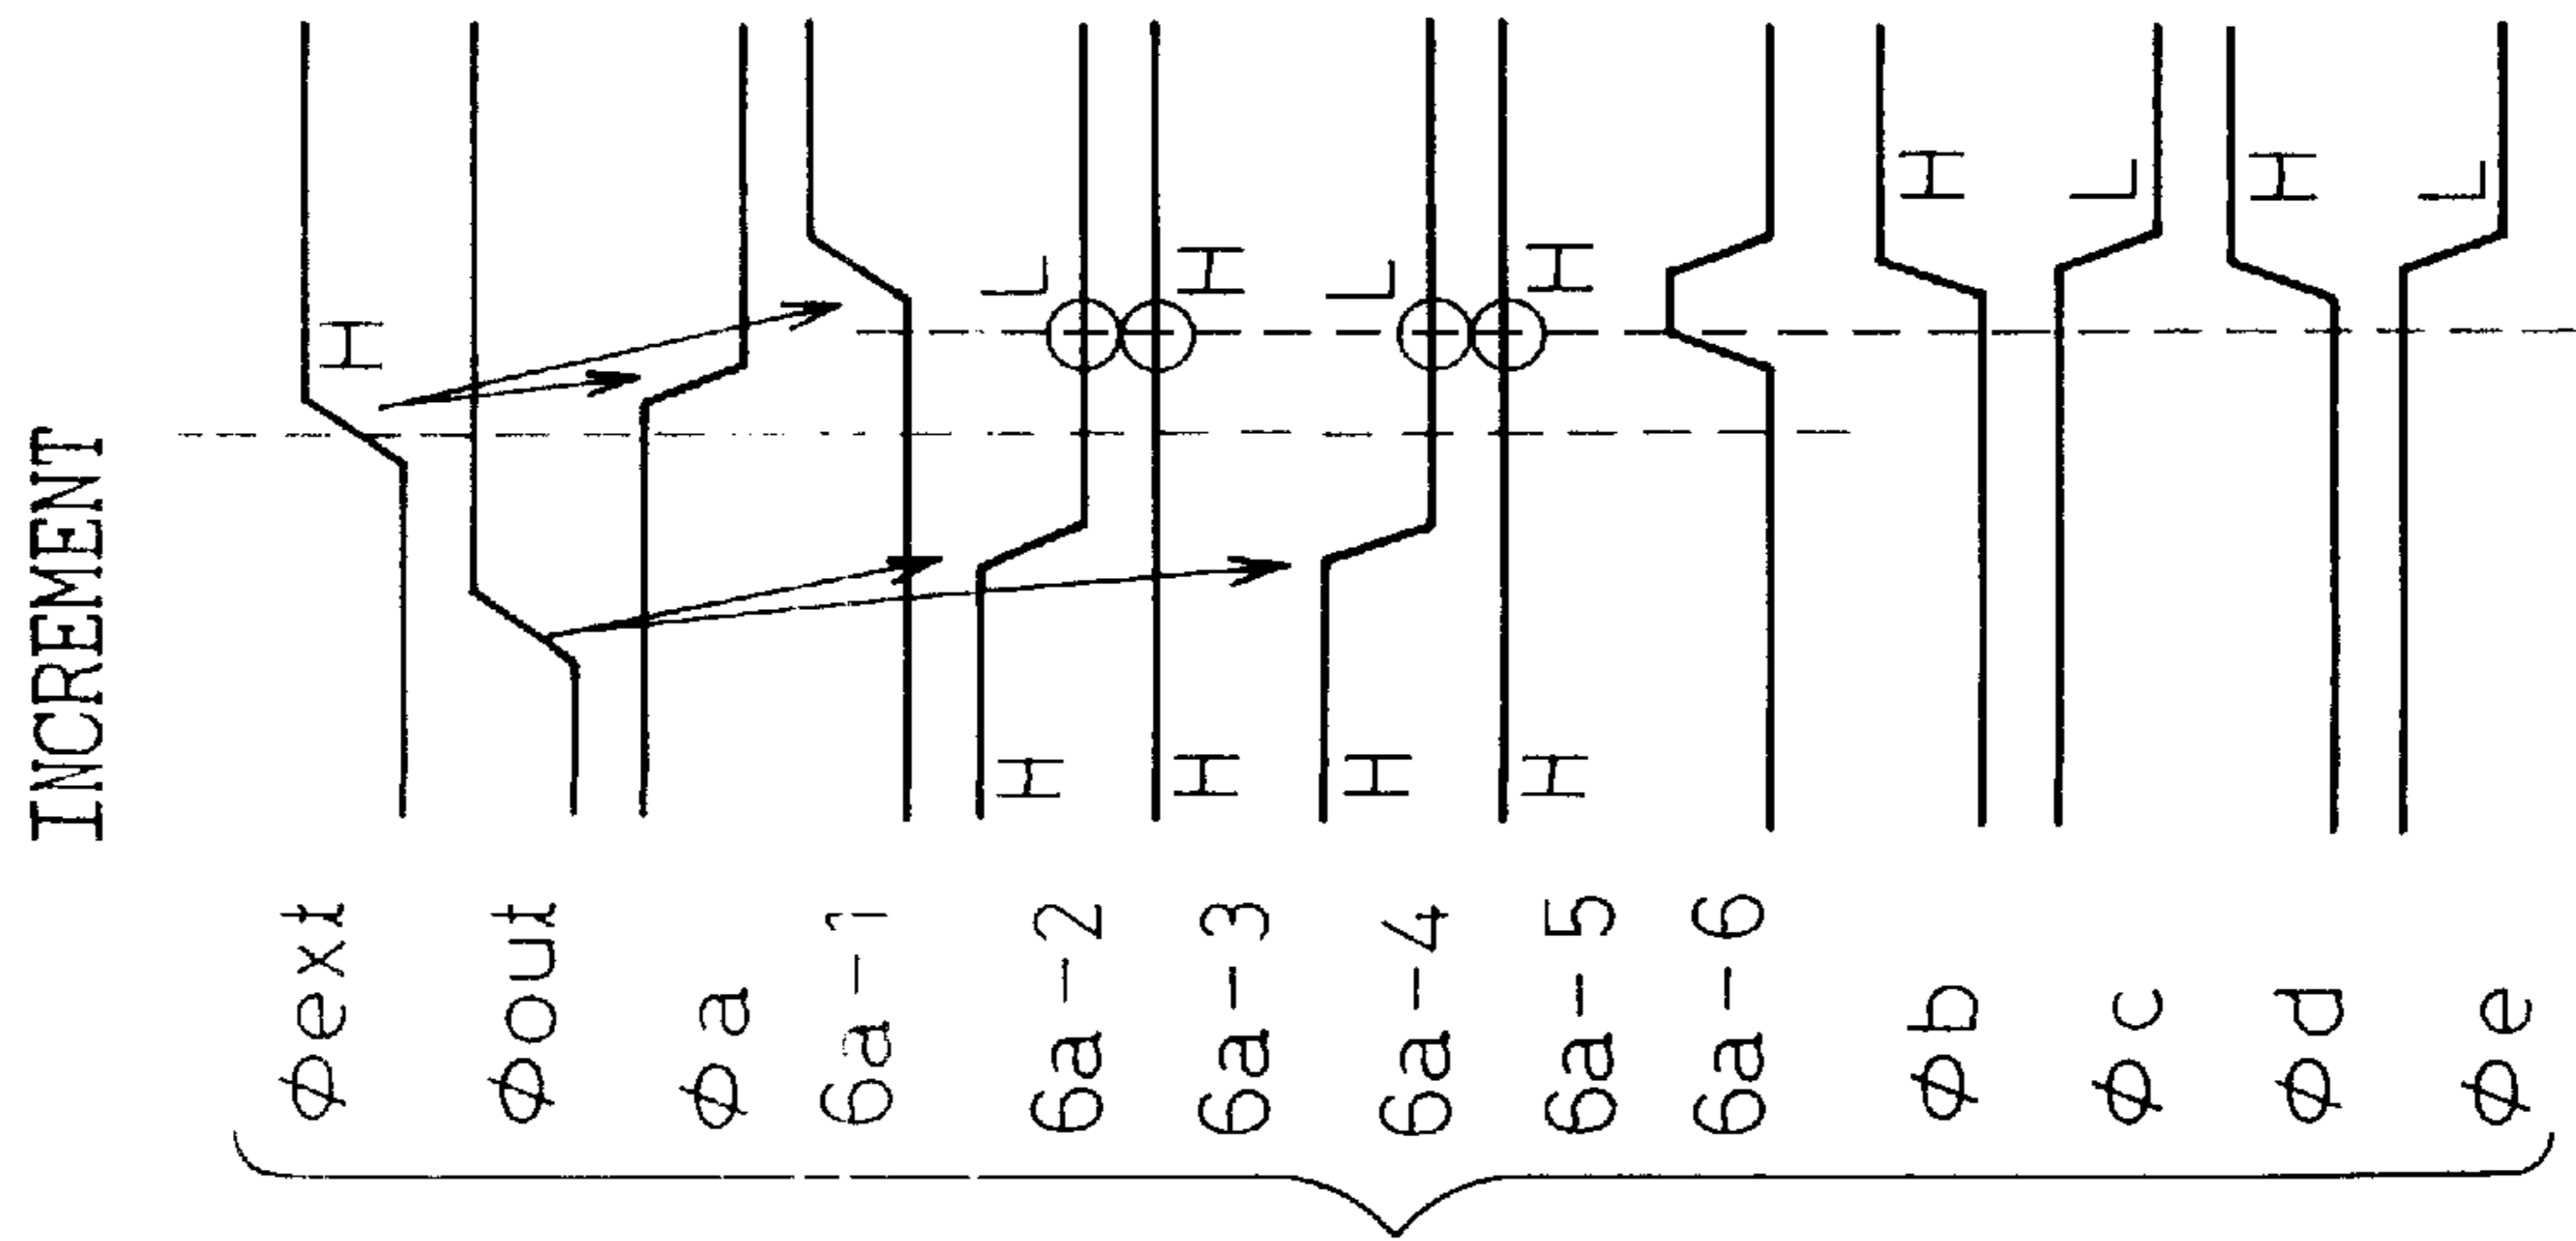 INCREMENT
φext H
φout
φa
6a-1
6a-2 H L
6a-3 H H
6a-4 H L
6a-5 H H
6a-6
φb H
φc L
φd H
φe L